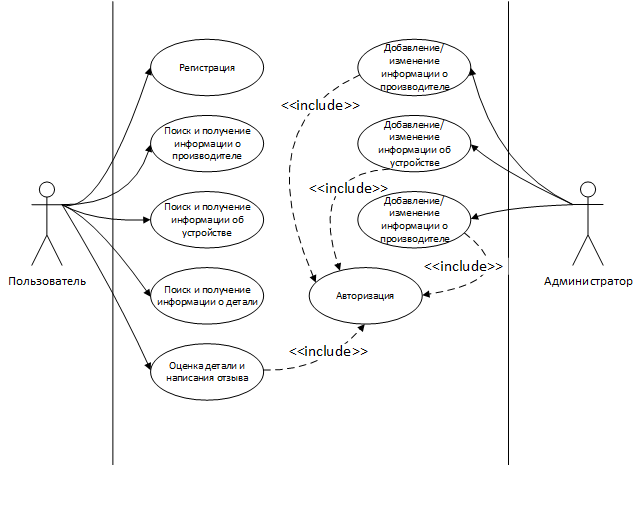 Регистрация
Добавление/
изменение
информации о
производителе
<<include>>
Поиск и получение
информации о
производителе
Добавление/
изменение
информации об
устройстве
<<include>>
Поиск и получение
информации об
устройстве
Добавление/
изменение
информации о
производителе
Пользователь
Администратор
<<include>>
Поиск и получение
информации о детали
Авторизация
<<include>>
Оценка детали и
написания отзыва